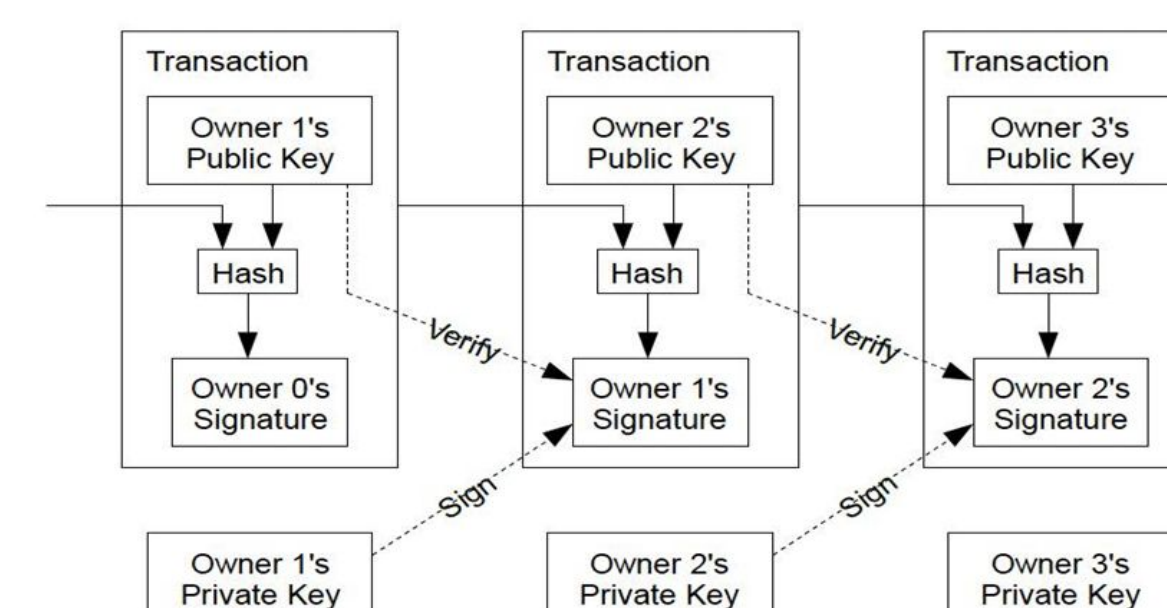 Transaction
Owner 1's
Public Key
Hash
Verify
Owner 0's
Signature
Sign
Owner 1's
Private Key
Transaction
Owner 2's
Public Key
Hash
Verify
Owner 1's
Signature
Sign
Owner 2's
Private Key
Transaction
Owner 3's
Public Key
Hash
Owner 2's
Signature
Owner 3's
Private Key